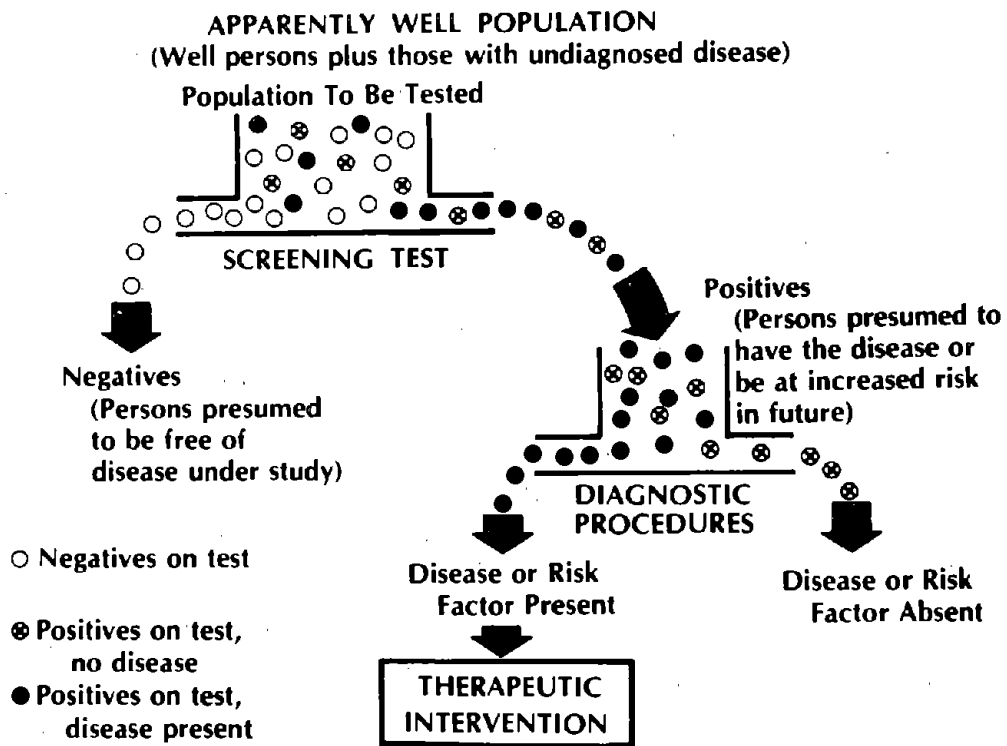 APPARENTLY WELL POPULATION
(Well persons plus those with undiagnosed disease)
Population To Be Tested
SCREENING TEST
Positives
(Persons presumed to
have the disease or
be at increased risk
in future)
Negatives
(Persons presumed
to be free of
disease under study)
DIAGNOSTIC
PROCEDURES
Disease or Risk
Factor Present
Disease or Risk
Factor Absent
THERAPEUTIC
INTERVENTION
Negatives on test
Positives on test,
no disease
Positives on test,
disease present